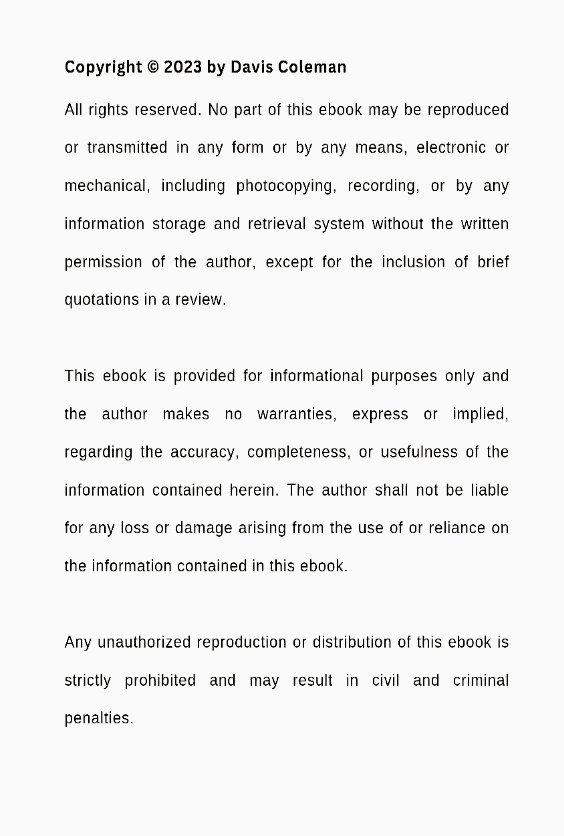 Copyright © 2023 by Davis Coleman
All rights reserved. No part of this ebook may be reproduced
or transmitted in any form or by any means, electronic or
mechanical, including photocopying, recording, or by any
information storage and retrieval system without the written
permission of the author, except for the inclusion of brief
quotations in a review.
This ebook is provided for informational purposes only and
the author makes no warranties, express or implied,
regarding the accuracy, completeness, or usefulness of the
information contained herein. The author shall not be liable
for any loss or damage arising from the use of or reliance on
the information contained in this ebook.
Any unauthorized reproduction or distribution of this ebook is
strictly prohibited and may result in civil and criminal
penalties.